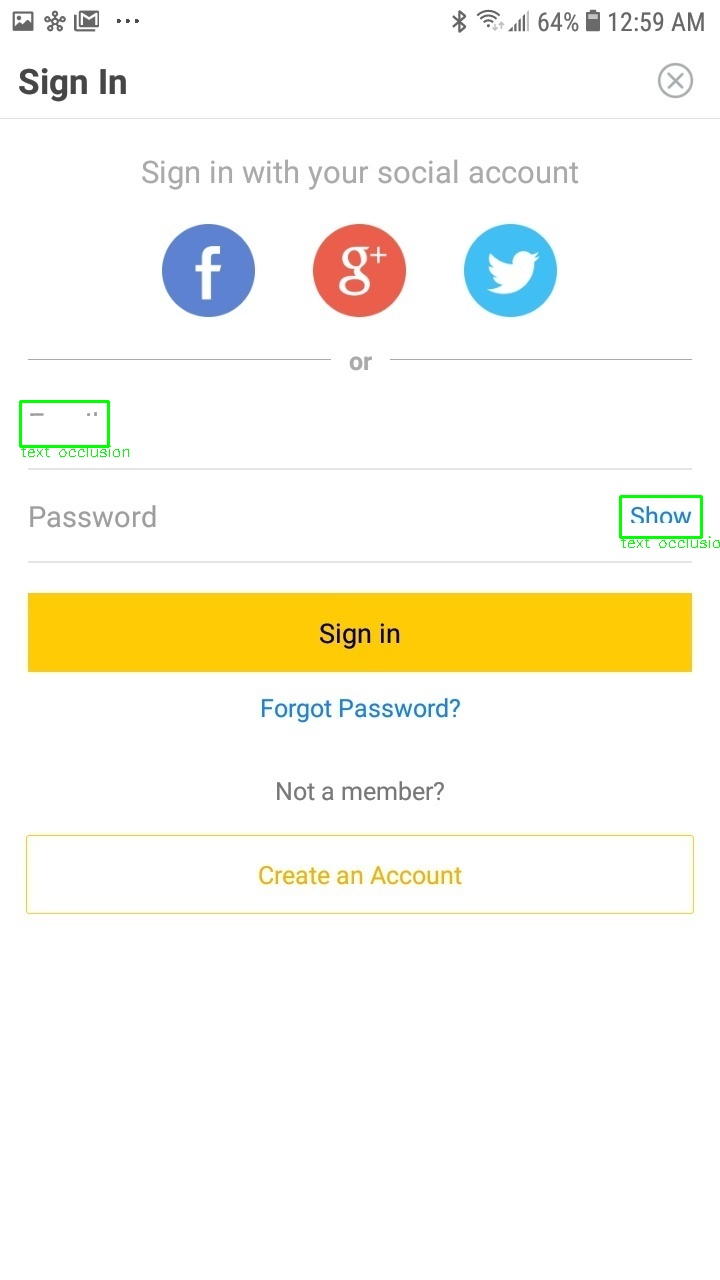 64% 12:59 AM
Sign In
Sign in with your social account
f g+
or
text occlusion
Password Show
text occlusio
Sign in
Forgot Password?
Not a member?
Create an Account